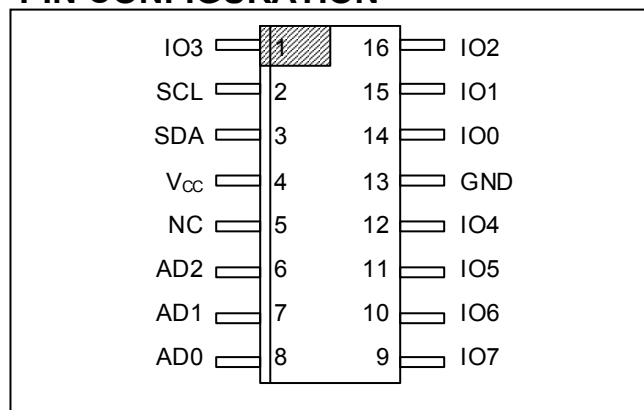 PIN CONFIGURATION
IO3 1 16 IO2
SCL 2 15 IO1
SDA 3 14 IO0
VCC 4 13 GND
NC 5 12 IO4
AD2 6 11 IO5
AD1 7 10 IO6
AD0 8 9 IO7